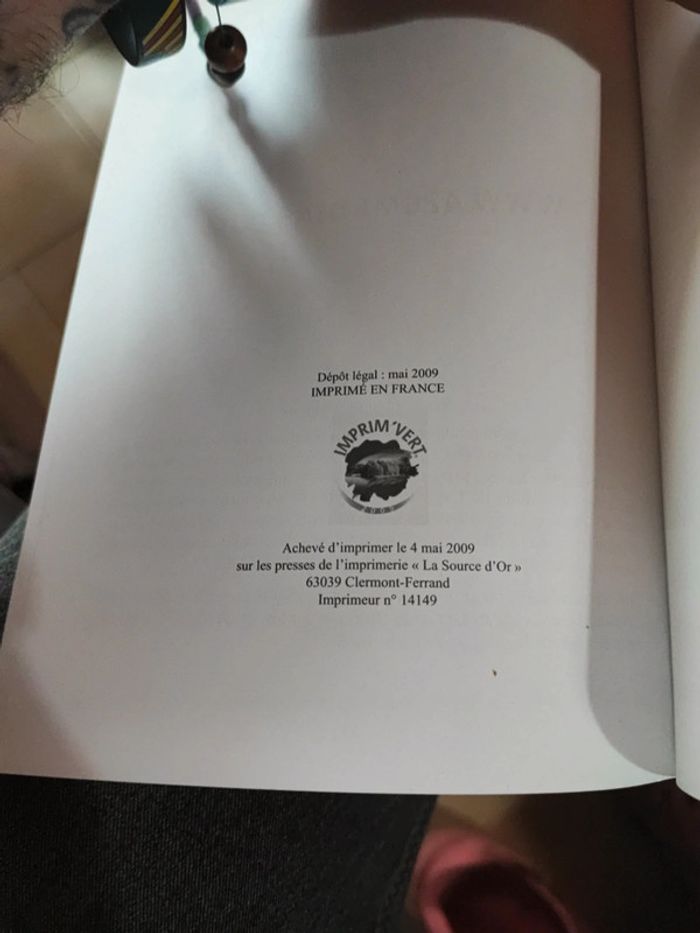 Dépôt légal : mai 2009
IMPRIMÉ EN FRANCE
IMPRIM'VERT®
2009
Achevé d'imprimer le 4 mai 2009
sur les presses de l'imprimerie « La Source d'Or »
63039 Clermont-Ferrand
Imprimeur n° 14149